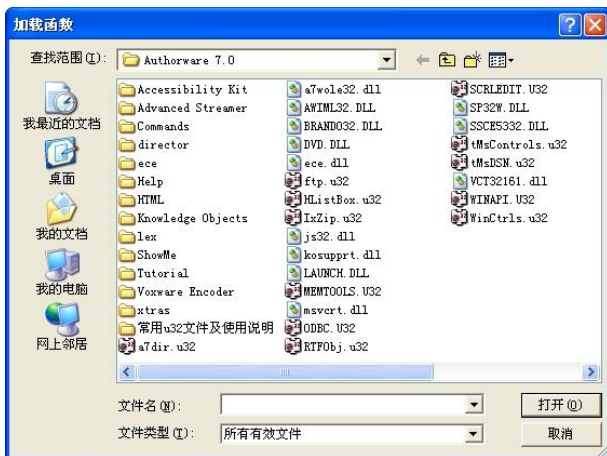 加载函数
查找范围(I):
Authorware 7.0
我最近的文档
桌面
我的文档
我的电脑
网上邻居
Accessibility Kit
Advanced Streamer
Commands
director
ece
Help
HTML
Knowledge Objects
lex
ShowMe
Tutorial
Voxware Encoder
xtras
常用u32文件及使用说明
a7dir.u32
a7wole32.dll
AWIML32.DLL
BRANDO32.DLL
DVD.DLL
ece.dll
ftp.u32
HListBox.u32
IxZip.u32
js32.dll
kosupprt.dll
LAUNCH.DLL
MEMTOOLS.U32
msvcrt.dll
ODBC.U32
RTFObj.u32
SCRLEDIT.U32
SP32W.DLL
SSCE5332.DLL
tMsControls.u32
tMsDSN.u32
VCT32161.dll
WINAPI.U32
WinCtrls.u32
文件名(N):
打开(O)
文件类型(T):
所有有效文件
取消